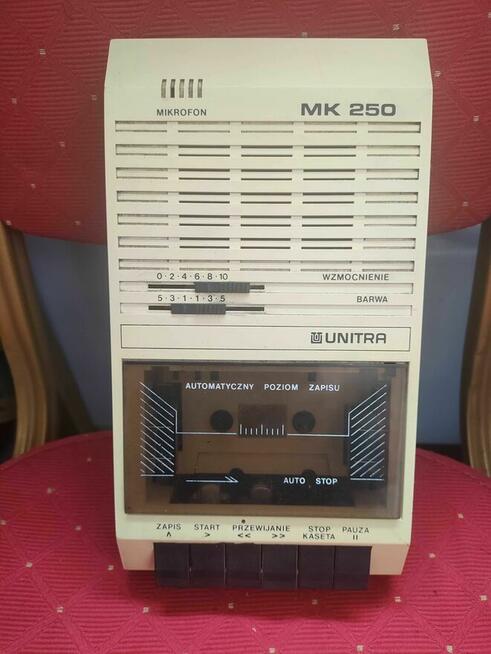 MIKROFON
MK 250
0·2·4·6·8·10
WZMOCNIENIE
5·3·1·1·3·5
BARWA
UNITRA
AUTOMATYCZNY POZIOM ZAPISU
AUTO STOP
ZAPIS START PRZEWIJANIE STOP KASETA PAUZA
^ > << >> II